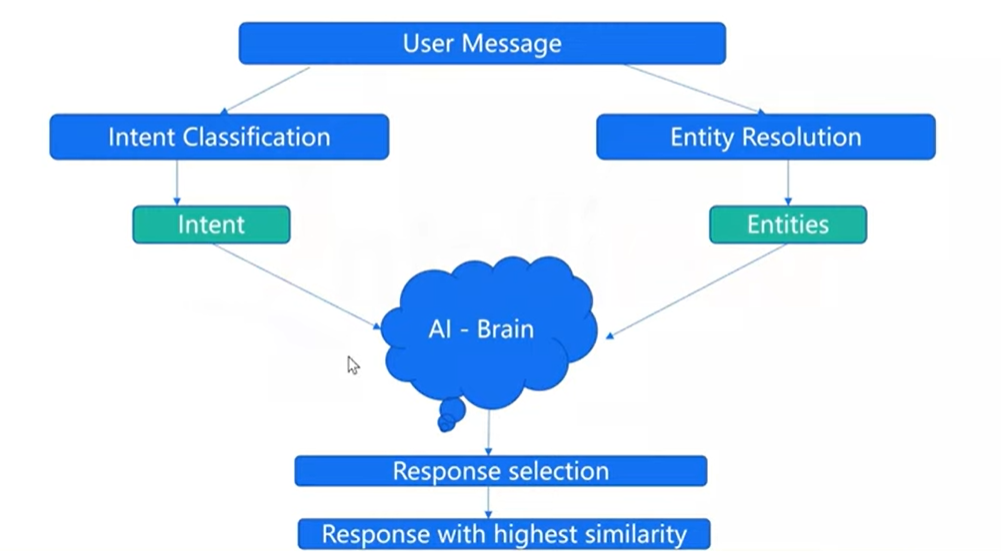 User Message
Intent Classification
Entity Resolution
Intent
Entities
AI - Brain
Response selection
Response with highest similarity